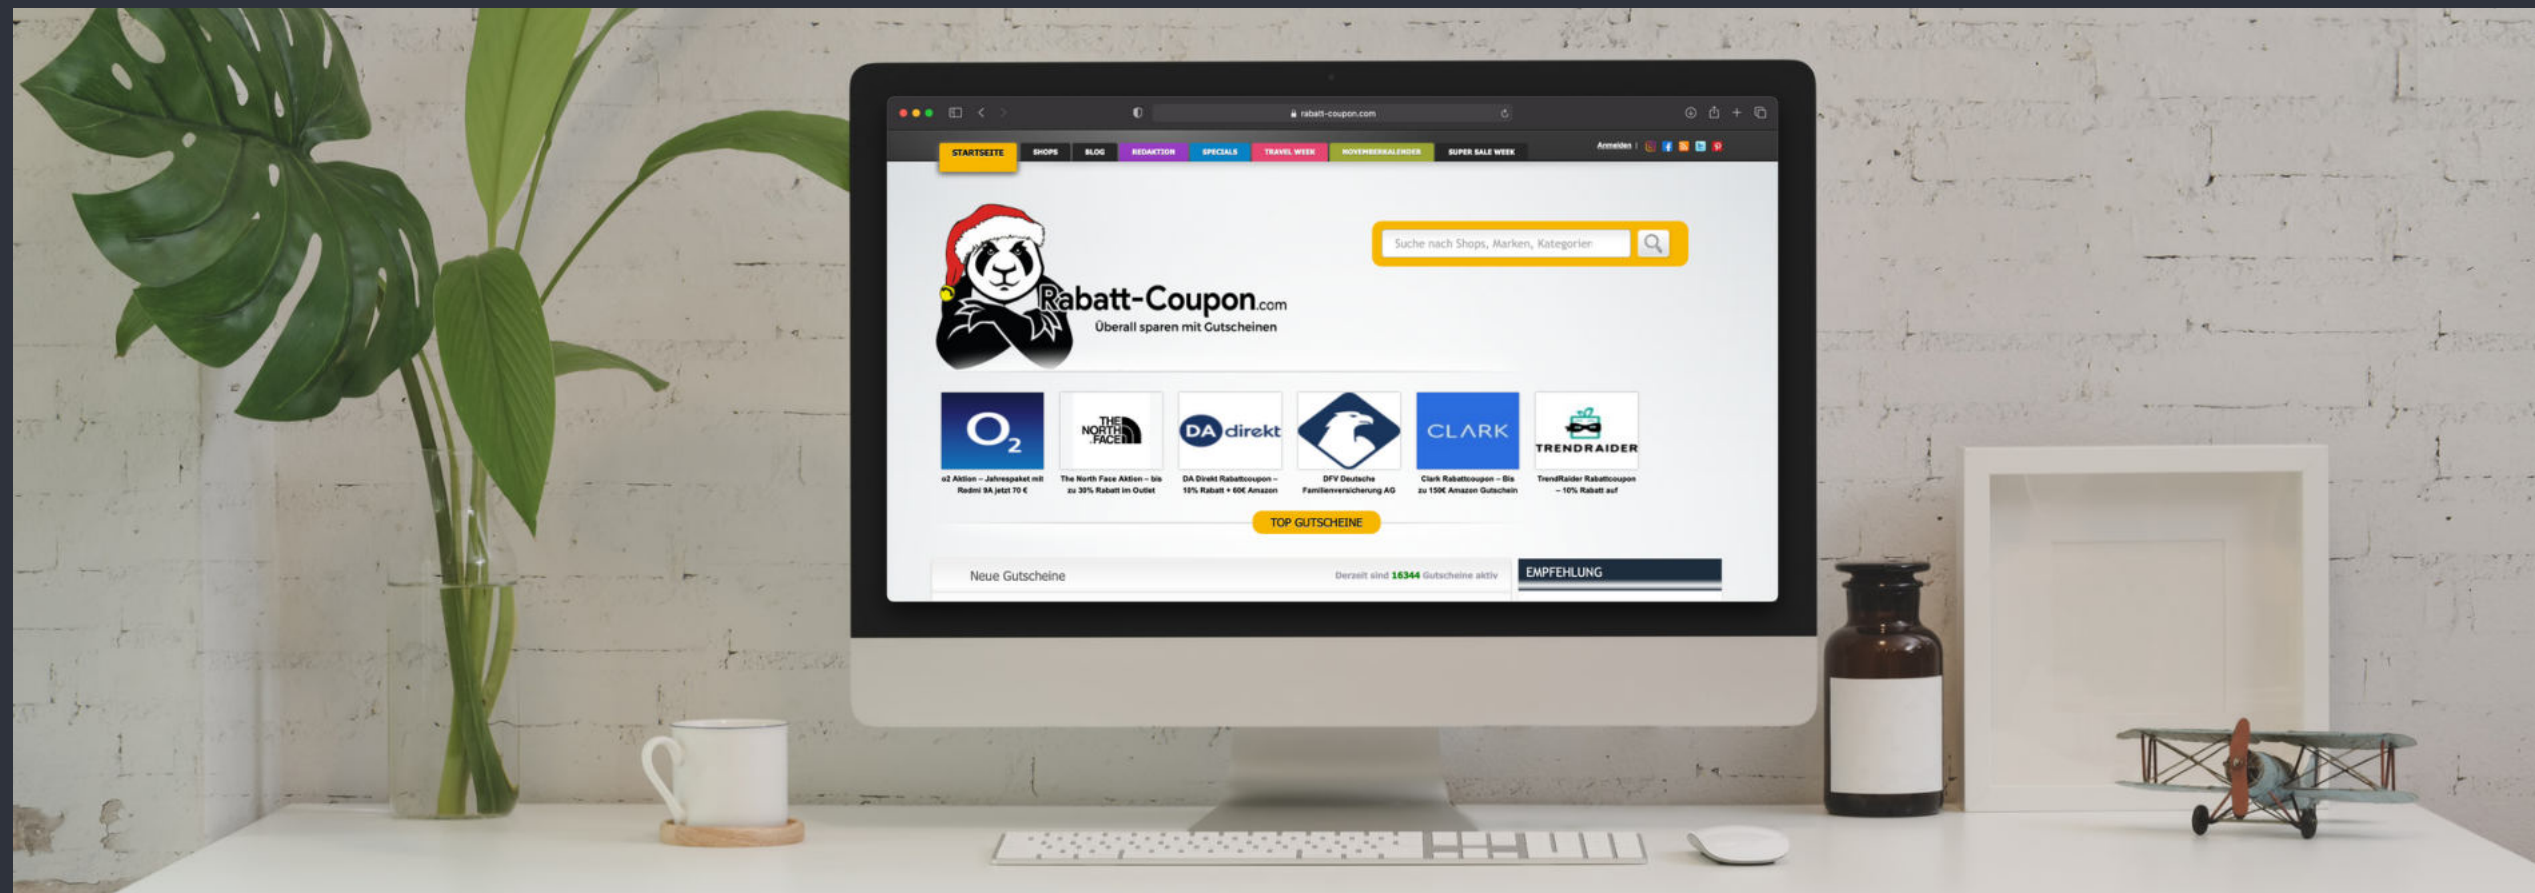 rabatt-coupon.com
STARTSEITE SHOPS BLOG REDAKTION SPECIALS TRAVEL WEEK NOVEMBERKALENDER SUPER SALE WEEK Anmelden |
Suche nach Shops, Marken, Kategorien
Rabatt-Coupon.com
Überall sparen mit Gutscheinen
O2
THE
NORTH
FACE
DA direkt
CLARK
TRENDRAIDER
o2 Aktion – Jahrespaket mit
Redmi 9A jetzt 70 €
The North Face Aktion – bis
zu 30% Rabatt im Outlet
DA Direkt Rabattcoupon –
10% Rabatt + 60€ Amazon
DFV Deutsche
Familienversicherung AG
Clark Rabattcoupon – Bis
zu 150€ Amazon Gutschein
TrendRaider Rabattcoupon
– 10% Rabatt auf
TOP GUTSCHEINE
Neue Gutscheine
Derzeit sind 16344 Gutscheine aktiv
EMPFEHLUNG